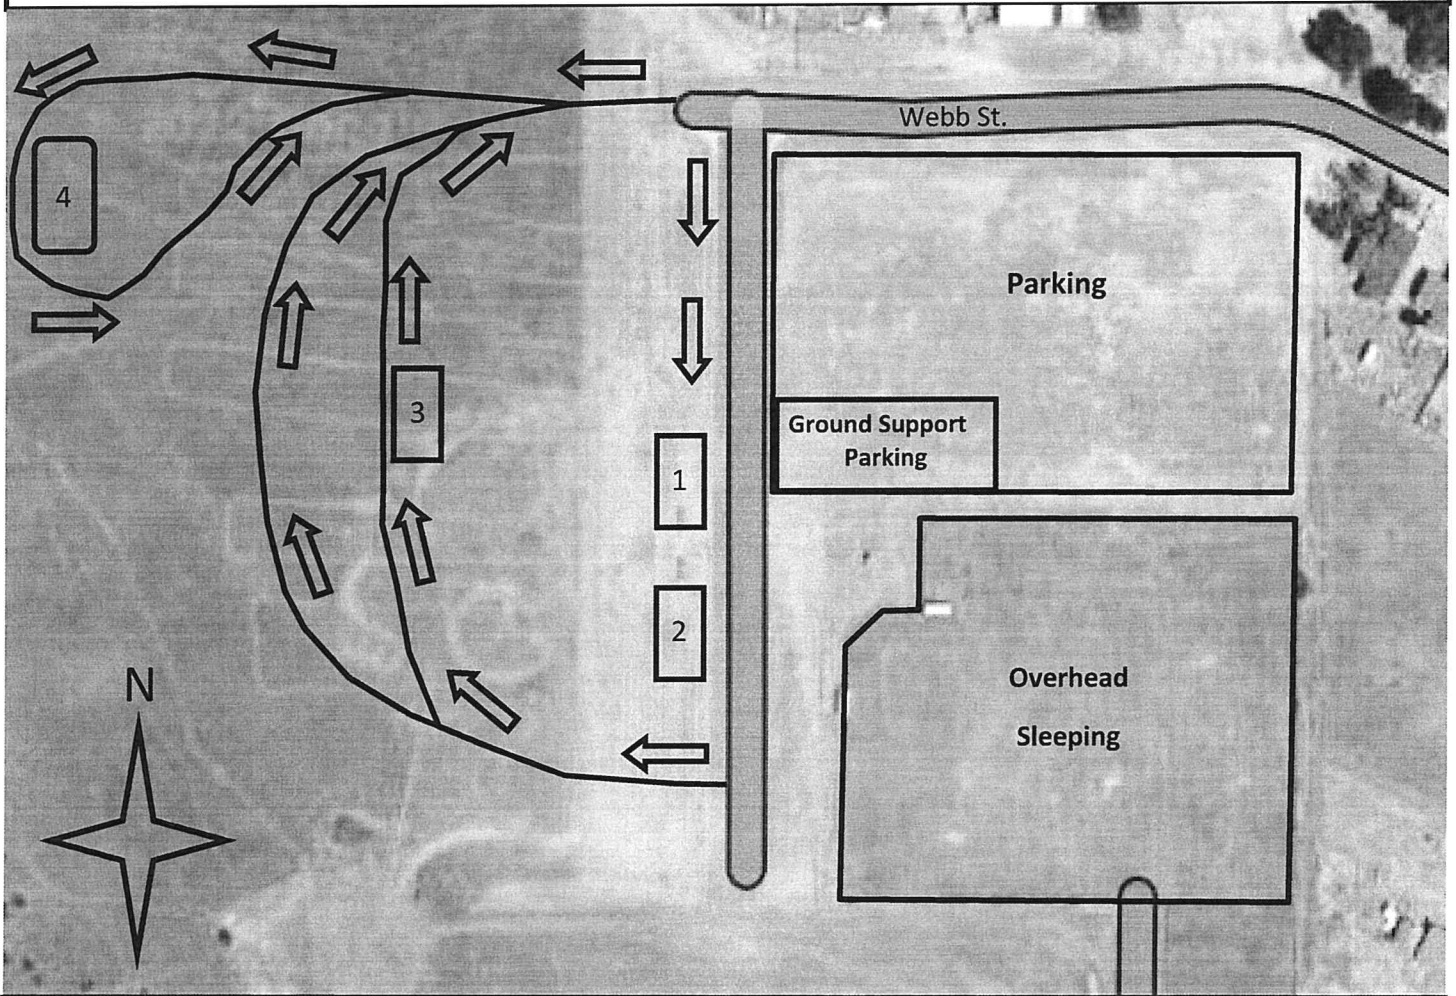 Webb St.
4
Parking
3
Ground Support
Parking
1
2
N
Overhead
Sleeping